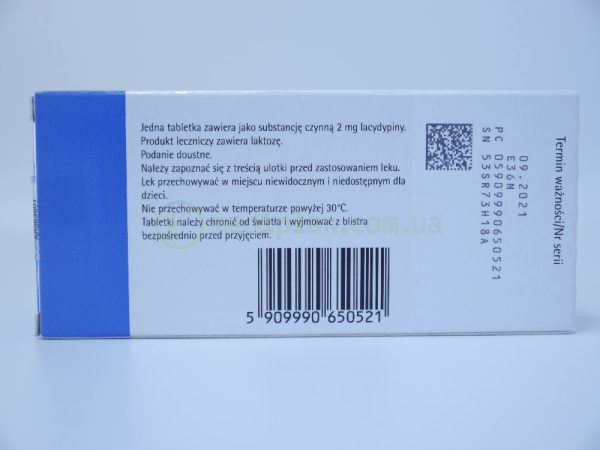 Jedna tabletka zawiera jako substancję czynną 2 mg lacydypiny.
Produkt leczniczy zawiera laktozę.
Podanie doustne.
Należy zapoznać się z treścią ulotki przed zastosowaniem leku.
Lek przechowywać w miejscu niewidocznym i niedostępnym dla
dzieci.
Nie przechowywać w temperaturze powyżej 30°C.
Tabletki należy chronić od światła i wyjmować z blistra
bezpośrednio przed przyjęciem.
5 909990 650521
Termin ważności/Nr serii
09.2021
E36N
PC 05909990650521
SN 53SR73H18A